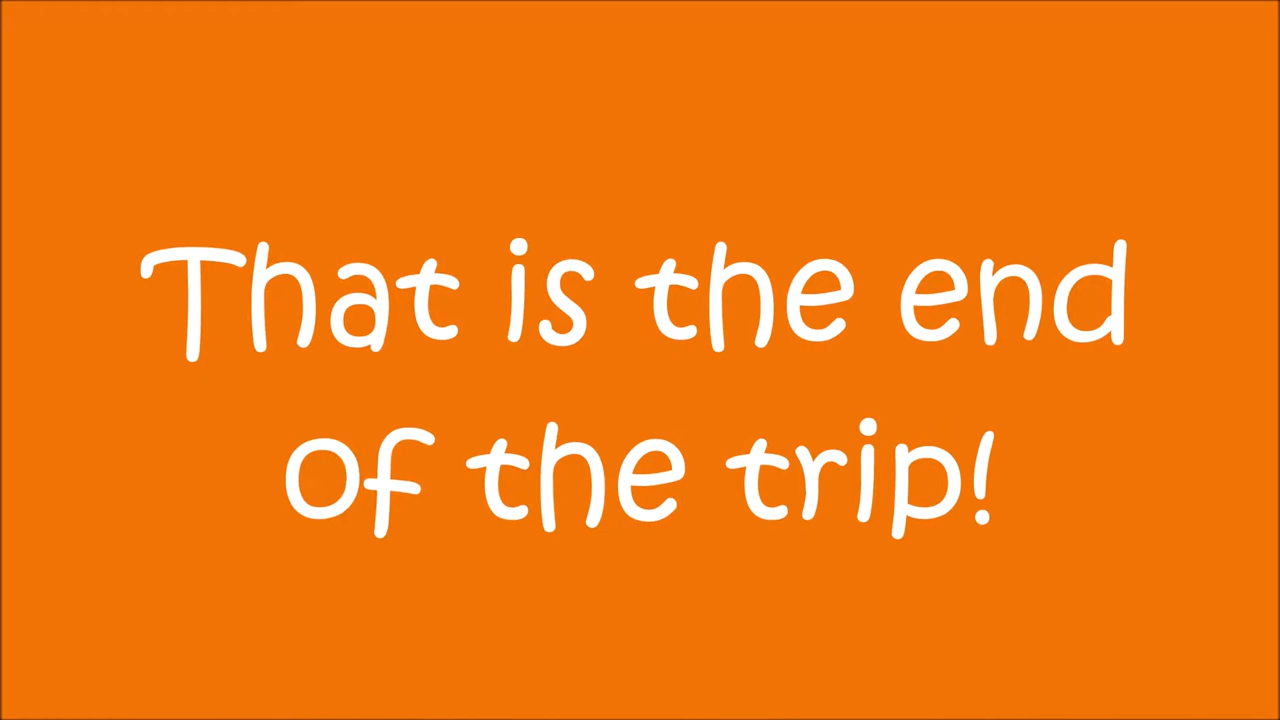 That is the end
of the trip!